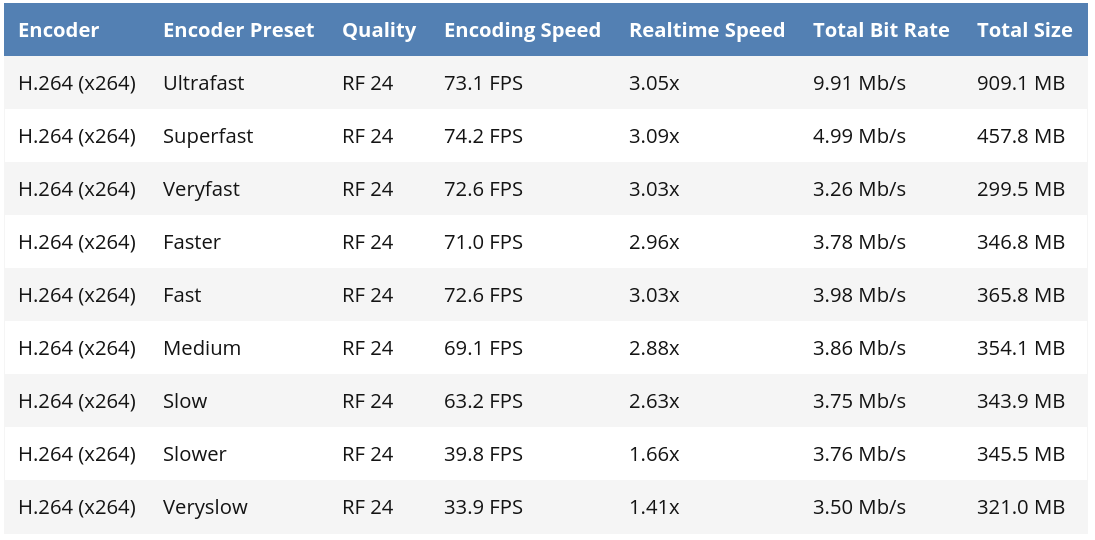 Encoder Encoder Preset Quality Encoding Speed Realtime Speed Total Bit Rate Total Size
H.264 (x264) Ultrafast RF 24 73.1 FPS 3.05x 9.91 Mb/s 909.1 MB
H.264 (x264) Superfast RF 24 74.2 FPS 3.09x 4.99 Mb/s 457.8 MB
H.264 (x264) Veryfast RF 24 72.6 FPS 3.03x 3.26 Mb/s 299.5 MB
H.264 (x264) Faster RF 24 71.0 FPS 2.96x 3.78 Mb/s 346.8 MB
H.264 (x264) Fast RF 24 72.6 FPS 3.03x 3.98 Mb/s 365.8 MB
H.264 (x264) Medium RF 24 69.1 FPS 2.88x 3.86 Mb/s 354.1 MB
H.264 (x264) Slow RF 24 63.2 FPS 2.63x 3.75 Mb/s 343.9 MB
H.264 (x264) Slower RF 24 39.8 FPS 1.66x 3.76 Mb/s 345.5 MB
H.264 (x264) Veryslow RF 24 33.9 FPS 1.41x 3.50 Mb/s 321.0 MB